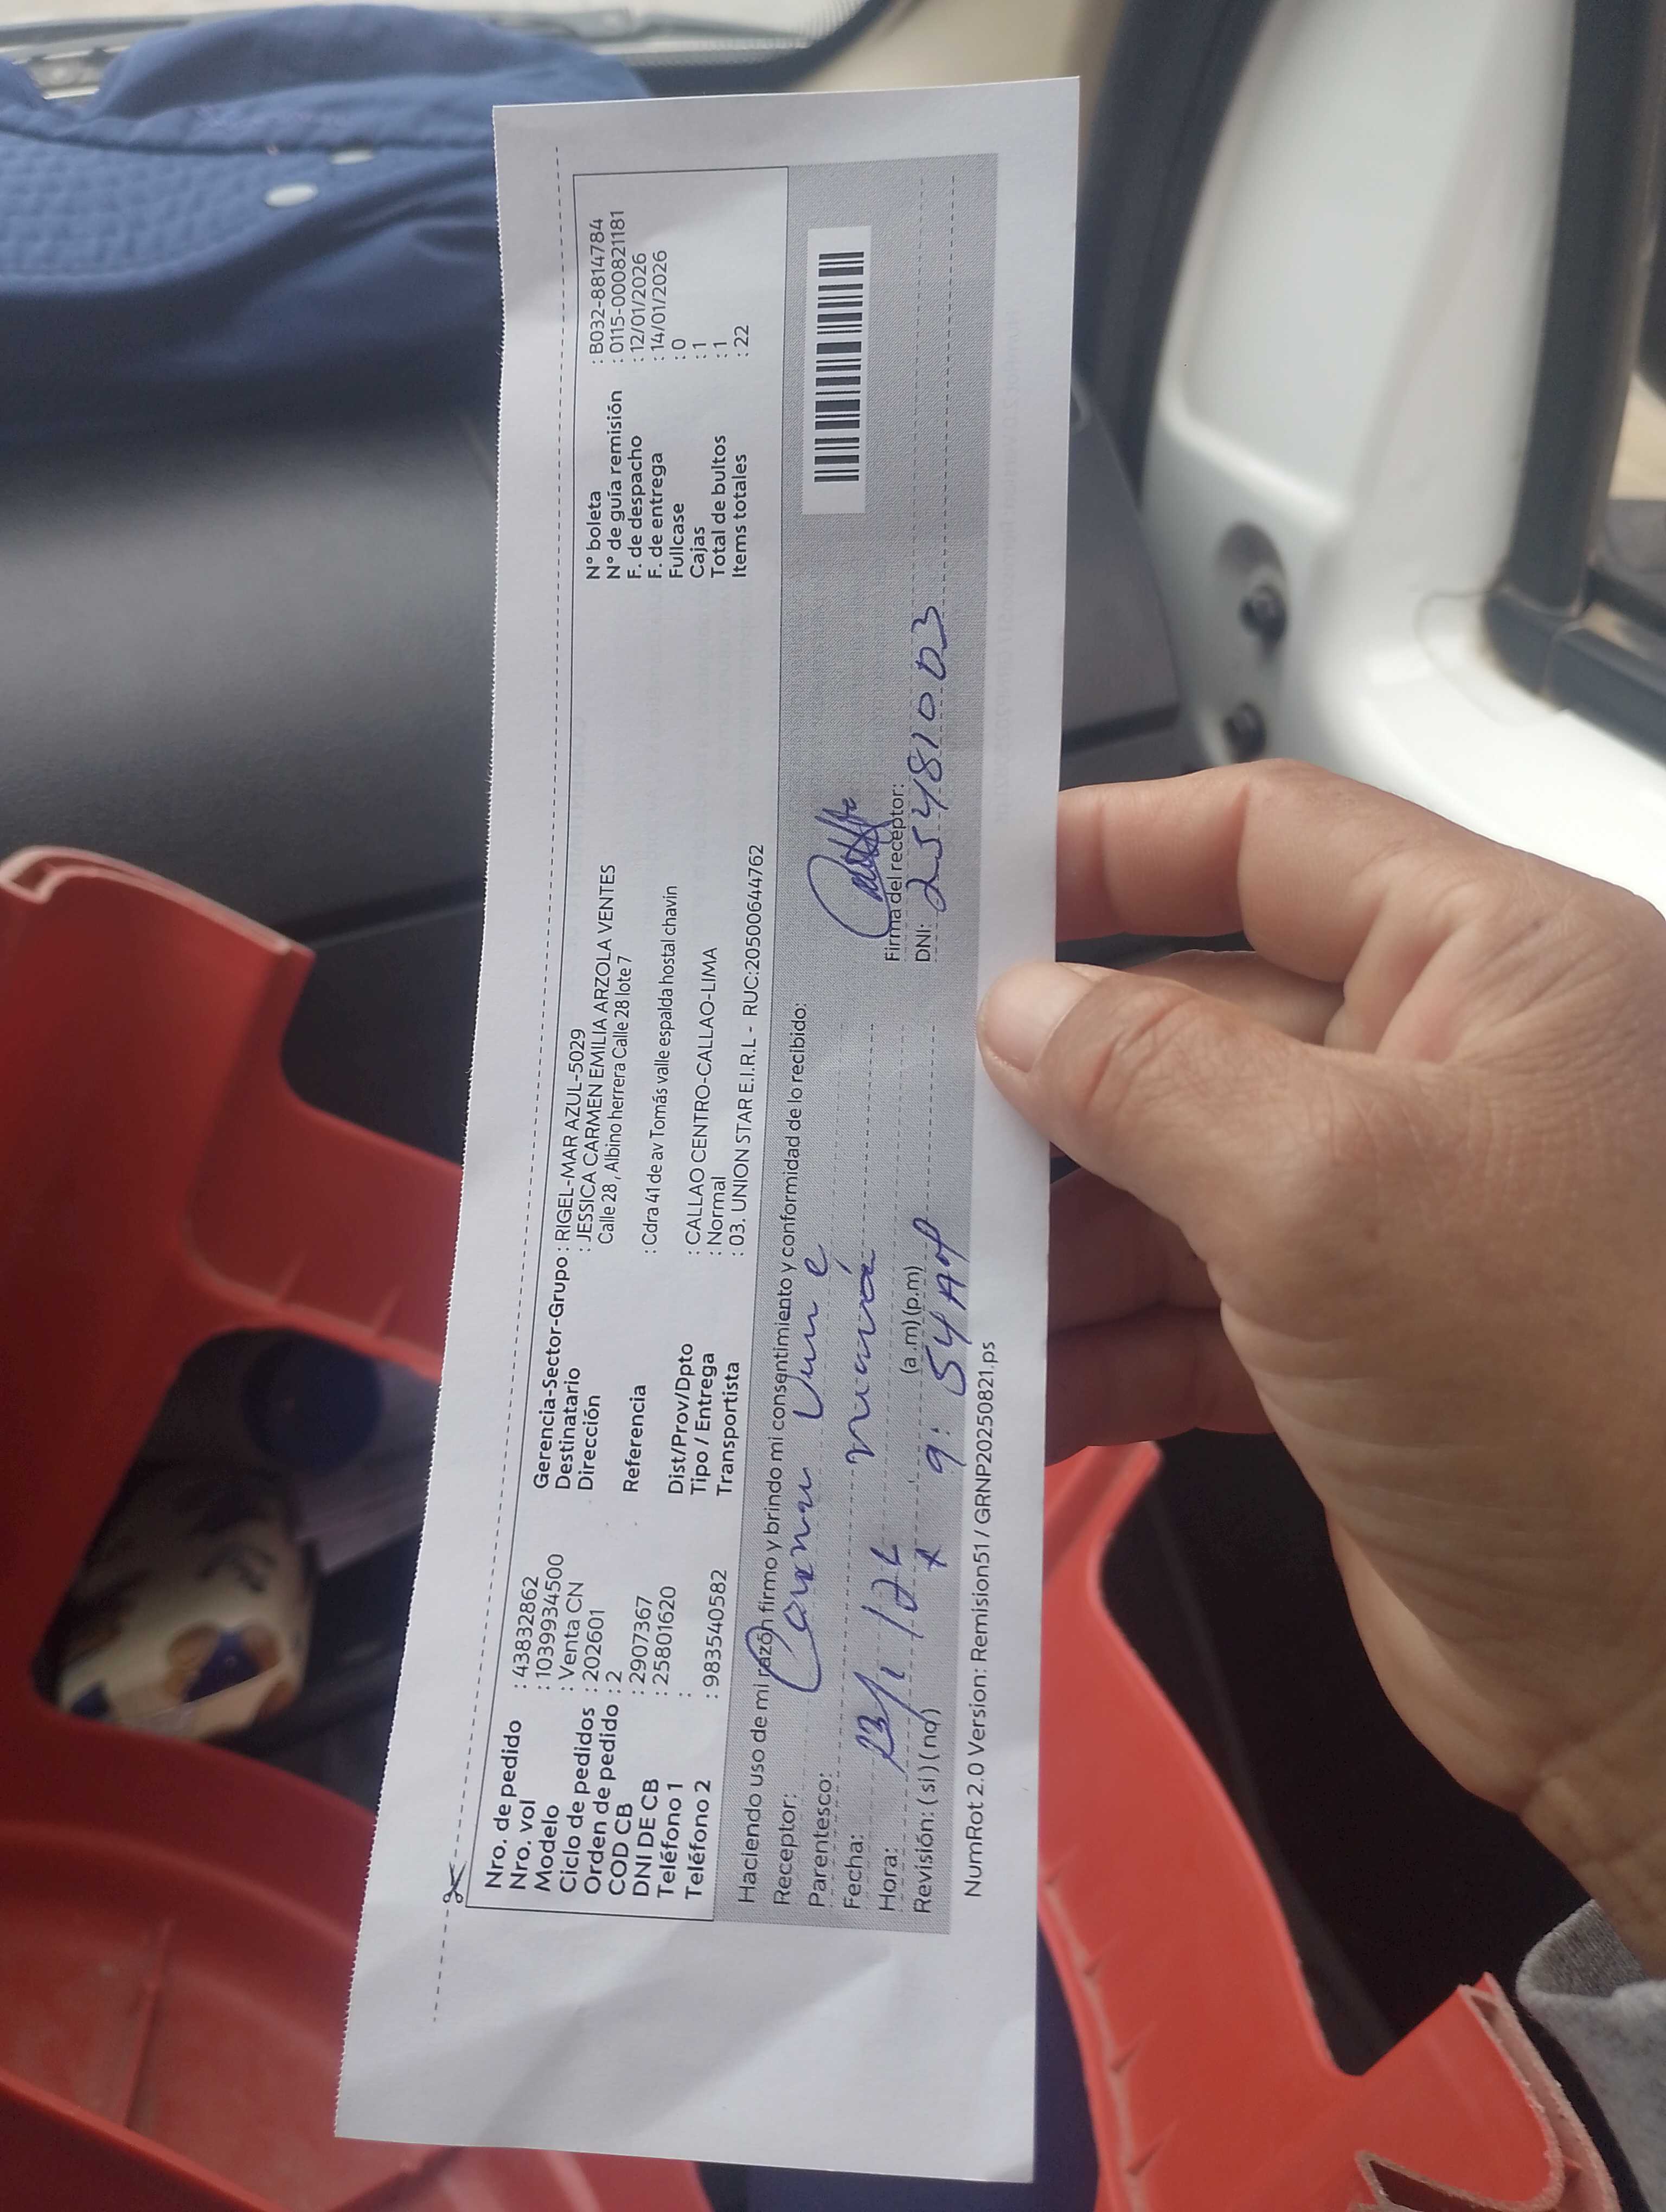 Nro. de pedido : 43832862
Nro. vol : 1039934500
Modelo : Venta CN
Ciclo de pedidos : 202601
Orden de pedido : 2
COD CB : 2907367
DNI DE CB : 25801620
Teléfono 1 :
Teléfono 2 : 983540582
Gerencia-Sector-Grupo : RIGEL-MAR AZUL-5029
Destinatario : JESSICA CARMEN EMILIA ARZOLA VENTES
Dirección Calle 28 , Albino herrera Calle 28 lote 7
Referencia : Cdra 41 de av Tomás valle espalda hostal chavin
Dist/Prov/Dpto : CALLAO CENTRO-CALLAO-LIMA
Tipo / Entrega : Normal
Transportista : 03. UNION STAR E.I.R.L - RUC:20500644762
N° boleta : B032-8814784
N° de guía remisión : 0115-000821181
F. de despacho : 12/01/2026
F. de entrega : 14/01/2026
Fullcase : 0
Cajas : 1
Total de bultos : 1
Items totales : 22
Haciendo uso de mi razón firmo y brindo mi consentimiento y conformidad de lo recibido:
Receptor:
Parentesco: mamá
Fecha:
Hora: 9:54 AM (a.m) (p.m)
Revisión: ( si ) ( no )
Firma del receptor:
DNI: 25481003
NumRot 2.0 Version: Remision51 / GRNP20250821.ps